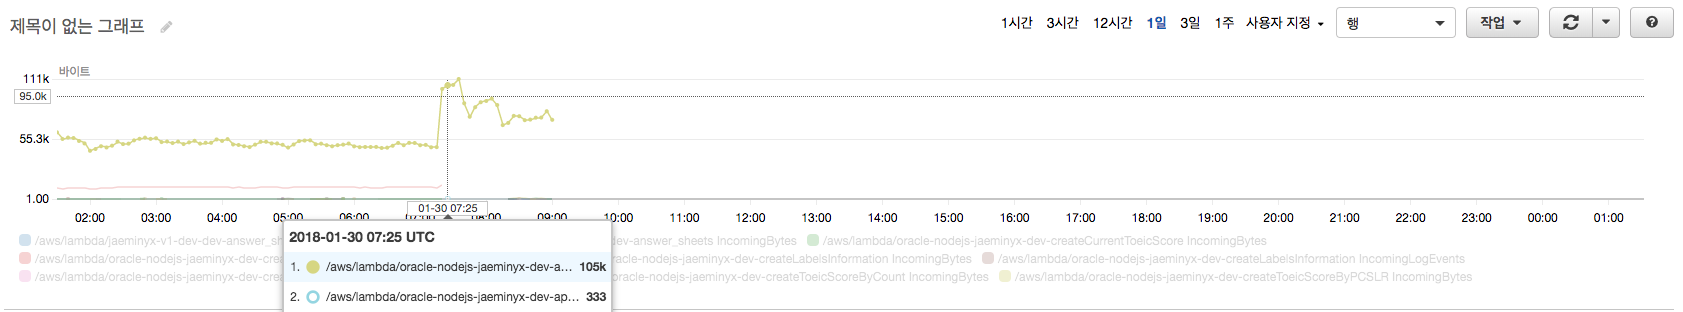 제목이 없는 그래프
1시간 3시간 12시간 1일 3일 1주 사용자 지정 행 작업
바이트
111k
95.0k
55.3k
1.00
02:00 03:00 04:00 05:00 06:00 07:00 08:00 09:00 10:00 11:00 12:00 13:00 14:00 15:00 16:00 17:00 18:00 19:00 20:00 21:00 22:00 23:00 00:00 01:00
01-30 07:25
2018-01-30 07:25 UTC
1. /aws/lambda/oracle-nodejs-jaeminyx-dev-a... 105k
2. /aws/lambda/oracle-nodejs-jaeminyx-dev-ap... 333
/aws/lambda/jaeminyx-v1-dev-dev-answer_sh dev-answer_sheets IncomingBytes /aws/lambda/oracle-nodejs-jaeminyx-dev-createCurrentToeicScore IncomingBytes
/aws/lambda/oracle-nodejs-jaeminyx-dev-cre racle-nodejs-jaeminyx-dev-createLabelsInformation IncomingBytes /aws/lambda/oracle-nodejs-jaeminyx-dev-createLabelsInformation IncomingLogEvents
/aws/lambda/oracle-nodejs-jaeminyx-dev-cre cle-nodejs-jaeminyx-dev-createToeicScoreByCount IncomingBytes /aws/lambda/oracle-nodejs-jaeminyx-dev-createToeicScoreByPCSLR IncomingBytes